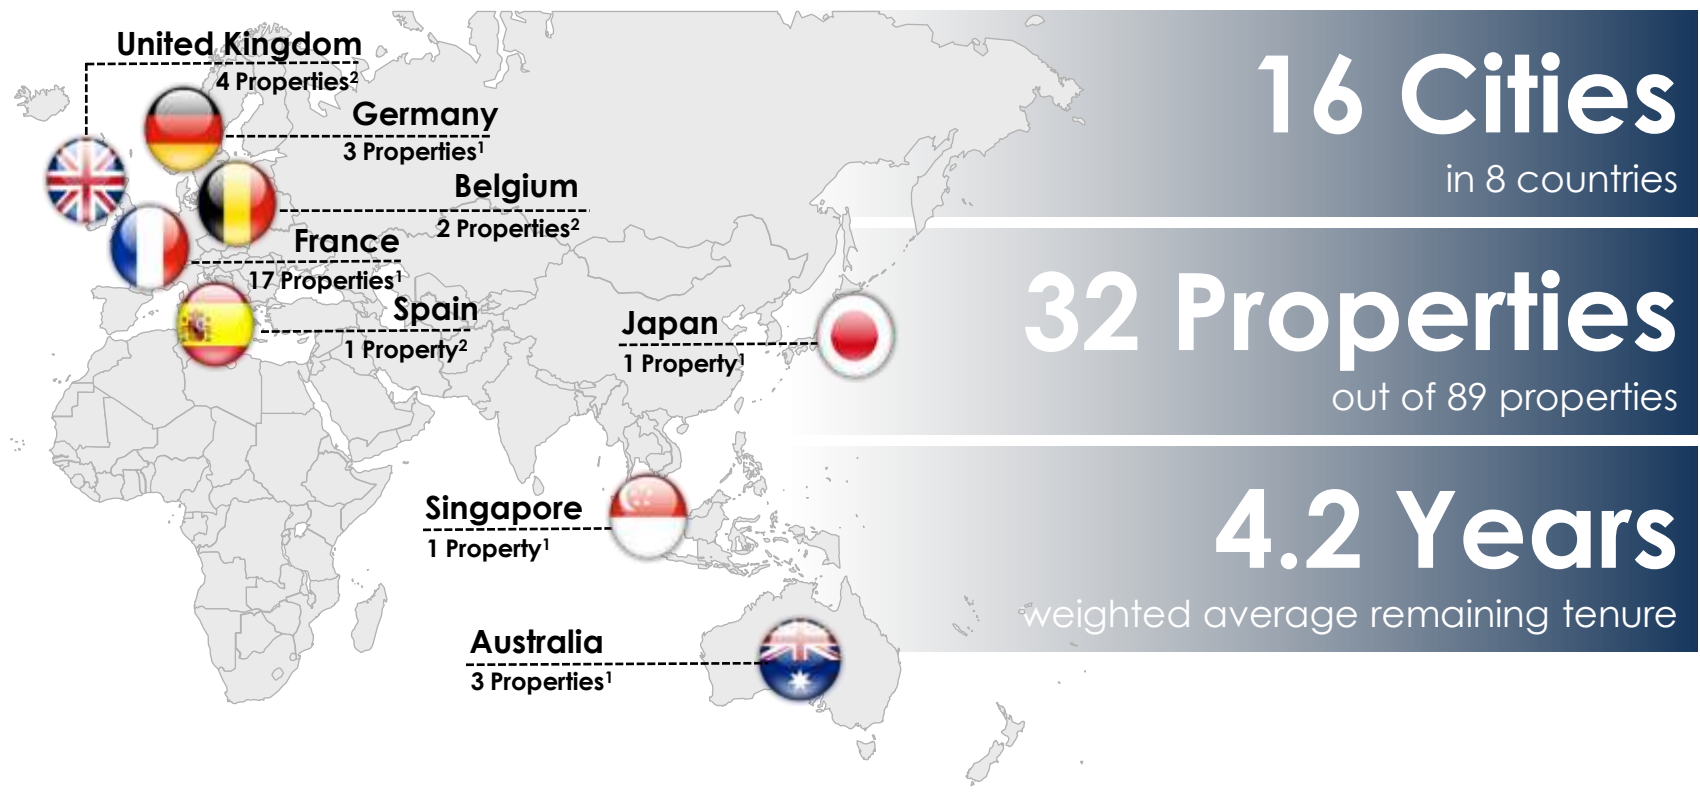 United Kingdom
4 Properties²
Germany
3 Properties¹
Belgium
2 Properties²
France
17 Properties¹
Spain
1 Property²
Japan
1 Property¹
Singapore
1 Property¹
Australia
3 Properties¹
16 Cities
in 8 countries
32 Properties
out of 89 properties
4.2 Years
weighted average remaining tenure